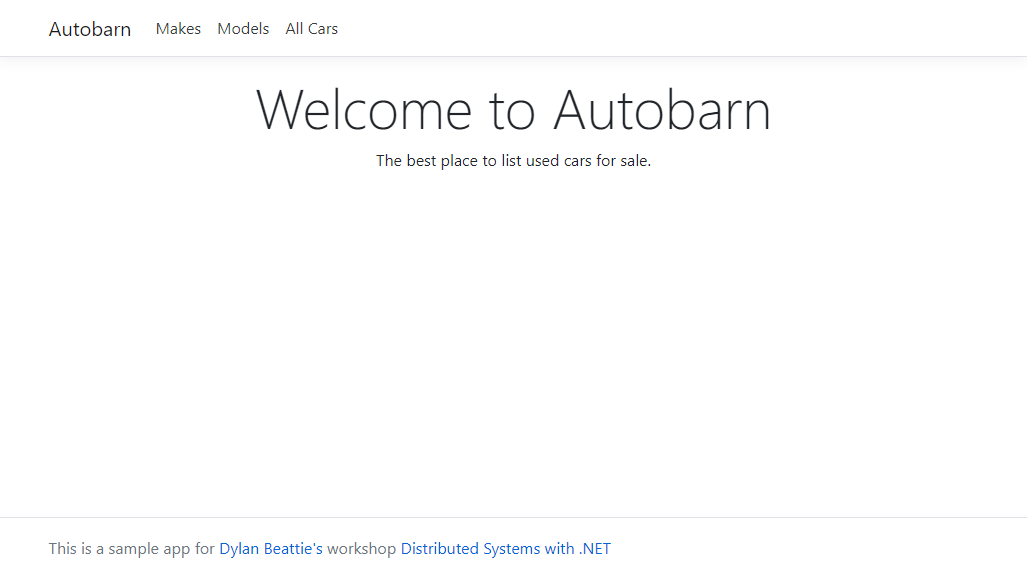 Autobarn Makes Models All Cars
Welcome to Autobarn
The best place to list used cars for sale.
This is a sample app for Dylan Beattie's workshop Distributed Systems with .NET